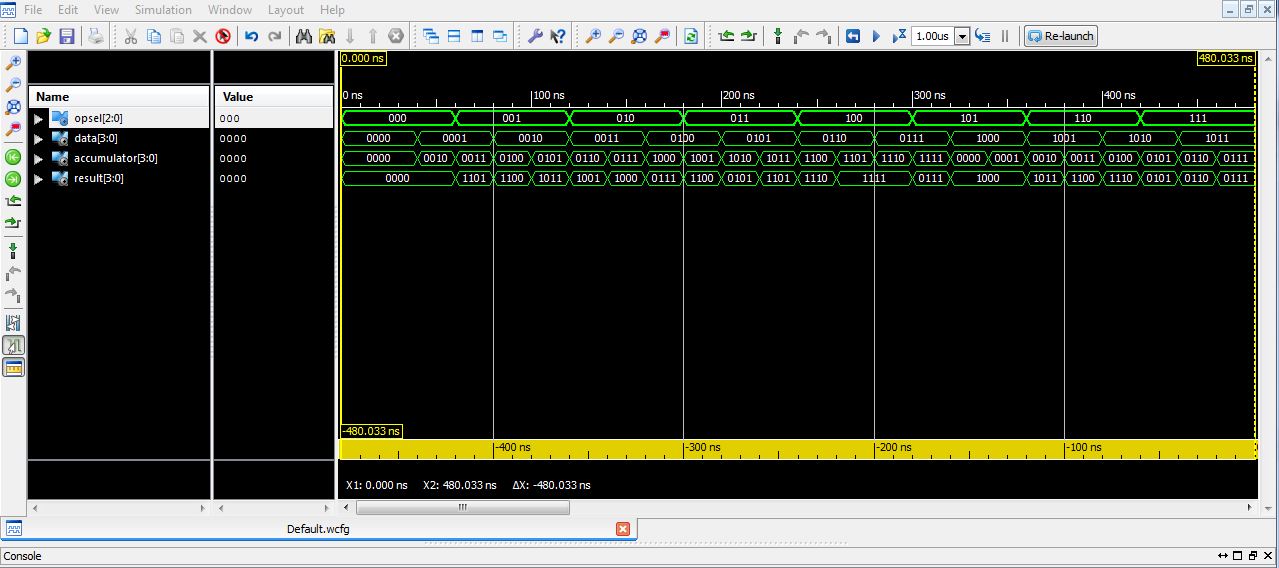 File Edit View Simulation Window Layout Help
1.00us Re-launch
0.000 ns 480.033 ns
Name Value
0 ns 100 ns 200 ns 300 ns 400 ns
opsel[2:0] 000 000 001 010 011 100 101 110 111
data[3:0] 0000 0000 0001 0010 0011 0100 0101 0110 0111 1000 1001 1010 1011
accumulator[3:0] 0000 0000 0010 0011 0100 0101 0110 0111 1000 1001 1010 1011 1100 1101 1110 1111 0000 0001 0010 0011 0100 0101 0110 0111
result[3:0] 0000 0000 1101 1100 1011 1001 1000 0111 1100 0101 1101 1110 1111 0111 1000 1011 1100 1110 0101 0110 0111
-480.033 ns
-400 ns -300 ns -200 ns -100 ns
X1: 0.000 ns X2: 480.033 ns ΔX: -480.033 ns
Default.wcfg
Console